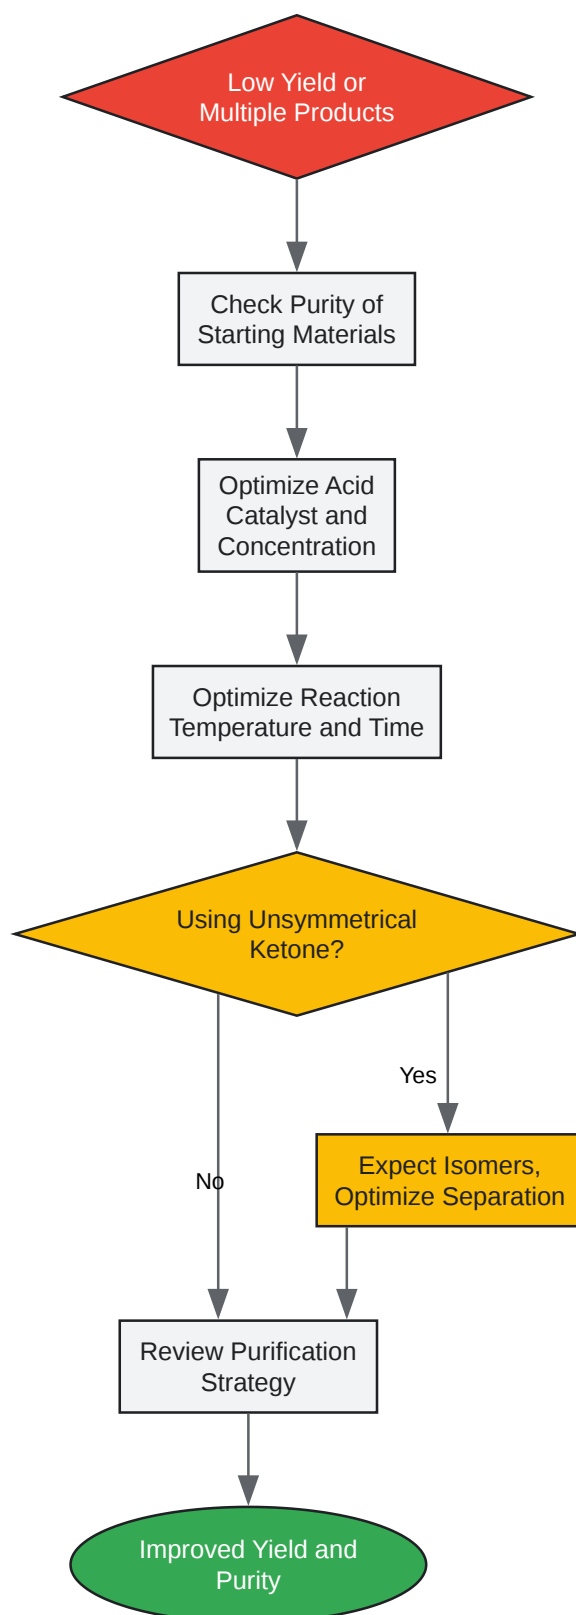 Low Yield or
Multiple Products
Check Purity of
Starting Materials
Optimize Acid
Catalyst and
Concentration
Optimize Reaction
Temperature and Time
Using Unsymmetrical
Ketone?
Yes
Expect Isomers,
Optimize Separation
No
Review Purification
Strategy
Improved Yield and
Purity